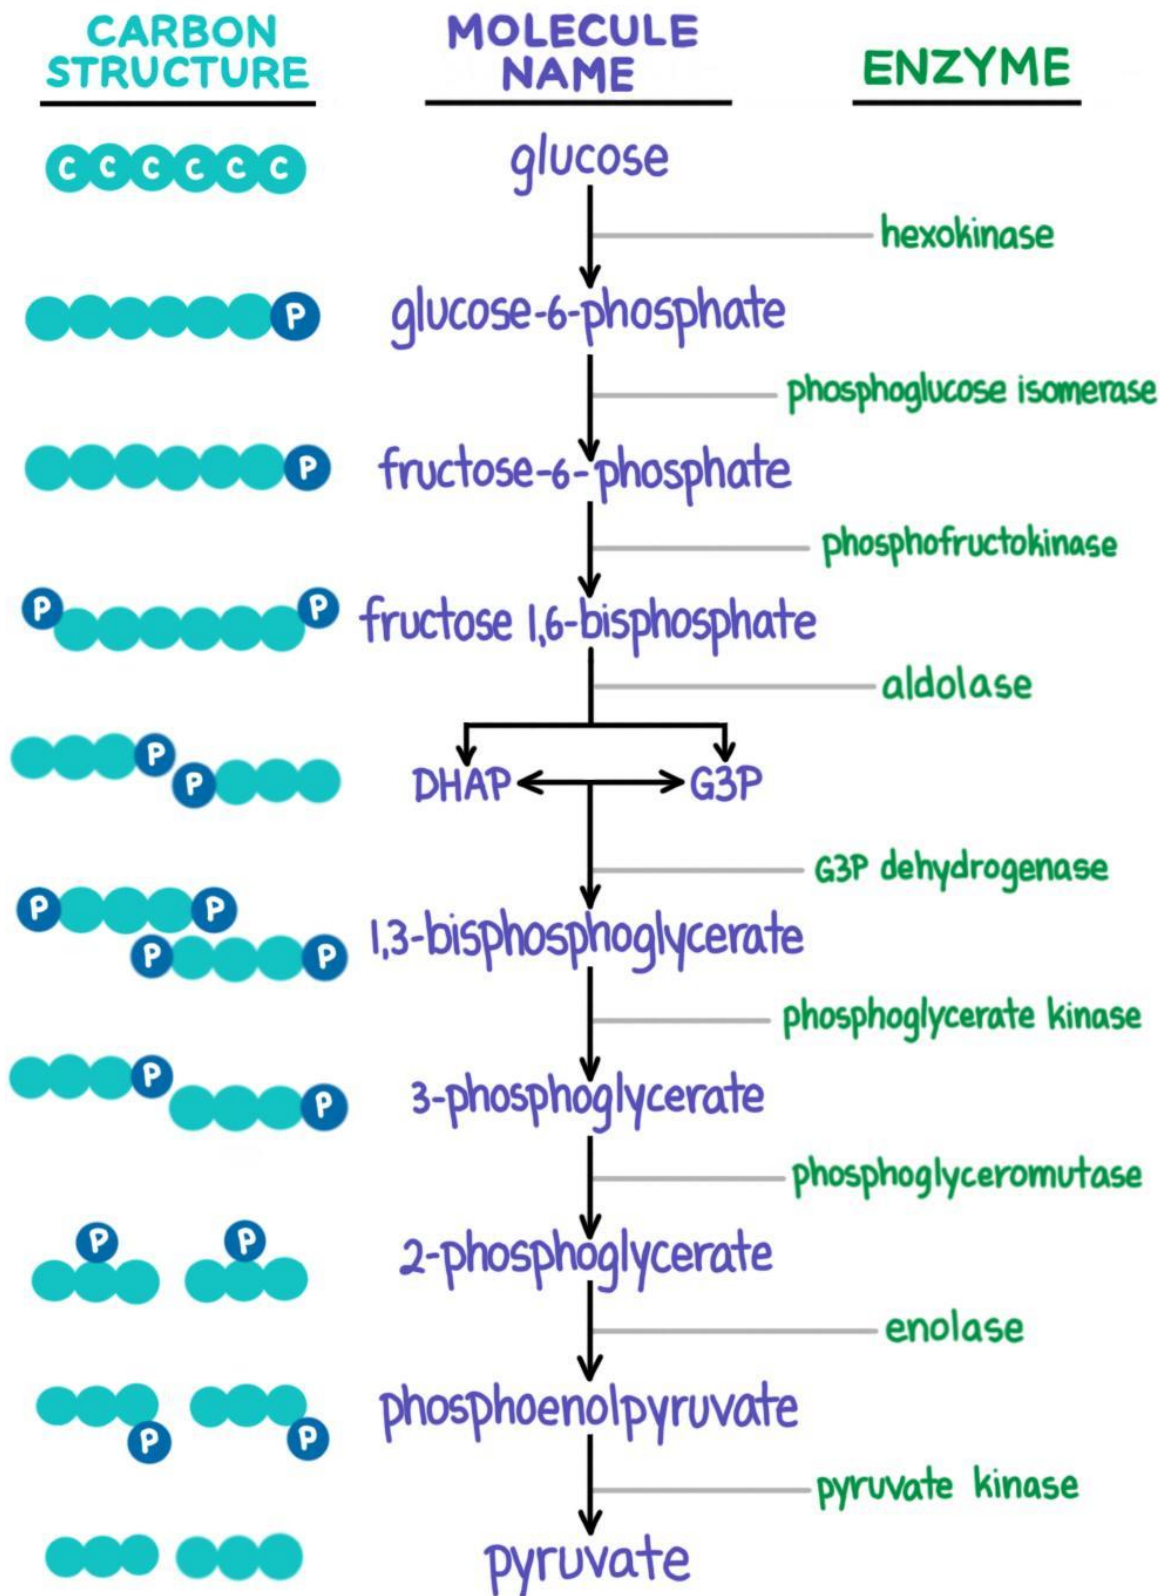 CARBON
STRUCTURE
MOLECULE
NAME
ENZYME
C C C C C C
glucose
hexokinase
P
glucose-6-phosphate
phosphoglucose isomerase
P
fructose-6-phosphate
phosphofructokinase
P P
fructose 1,6-bisphosphate
aldolase
P P
DHAP G3P
G3P dehydrogenase
P P
P P
1,3-bisphosphoglycerate
phosphoglycerate kinase
P
P
3-phosphoglycerate
phosphoglyceromutase
P P
2-phosphoglycerate
enolase
phosphoenolpyruvate
P P
pyruvate kinase
pyruvate